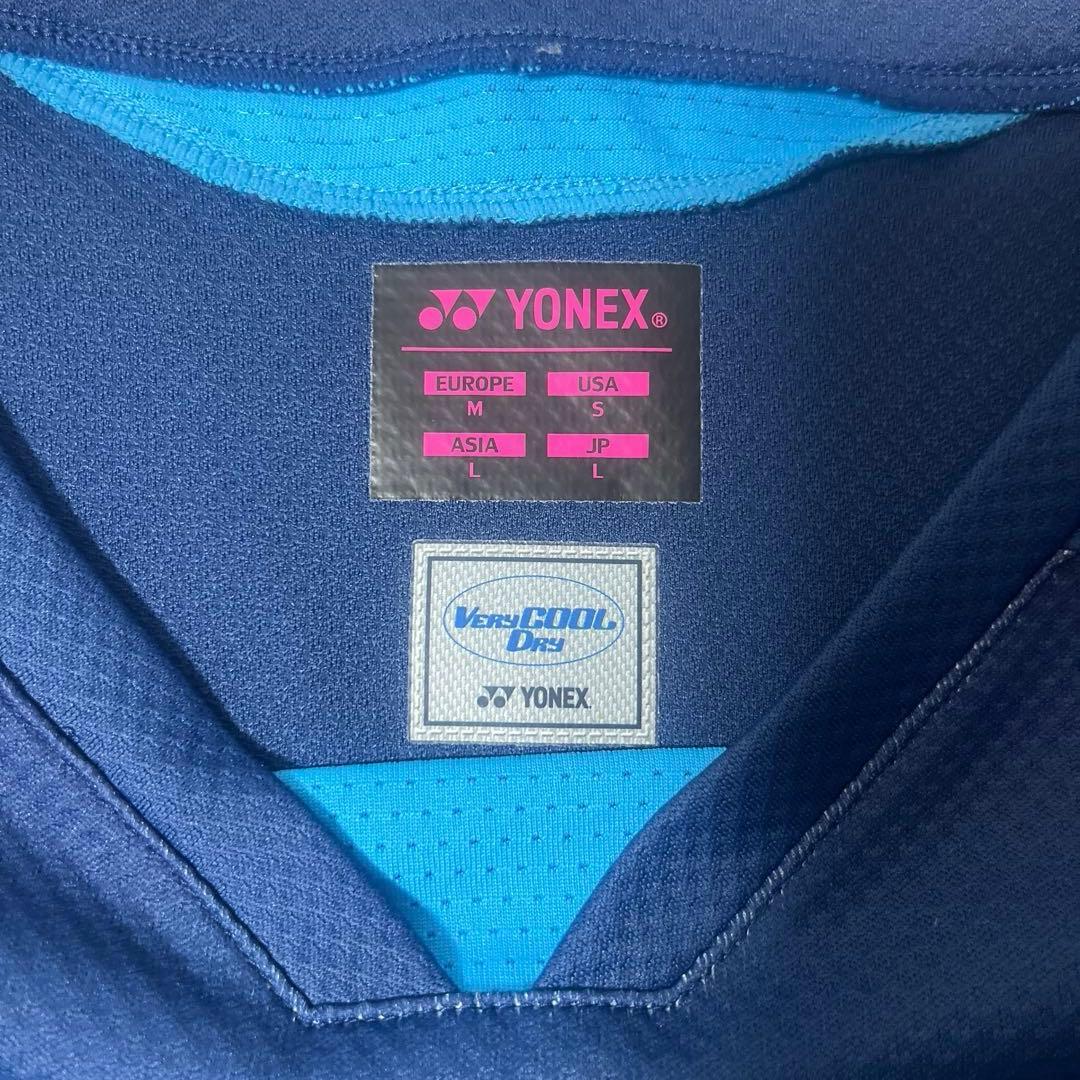 YONEX®
EUROPE USA
M S
ASIA JP
L L
VERYCOOL
DRY
YONEX